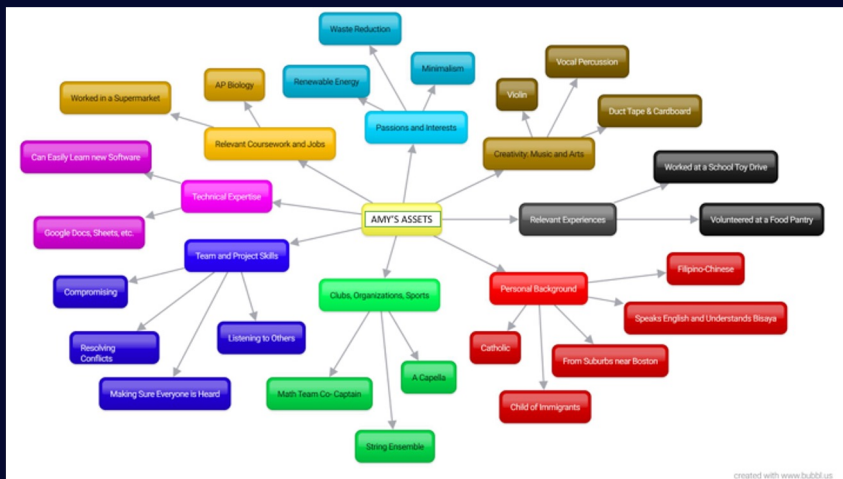 Waste Reduction
Renewable Energy
Minimalism
Passions and Interests
Vocal Percussion
Violin
Duct Tape & Cardboard
Creativity: Music and Arts
AP Biology
Worked in a Supermarket
Relevant Coursework and Jobs
Can Easily Learn new Software
Technical Expertise
Google Docs, Sheets, etc.
AMY'S ASSETS
Relevant Experiences
Worked at a School Toy Drive
Volunteered at a Food Pantry
Team and Project Skills
Compromising
Resolving
Conflicts
Listening to Others
Making Sure Everyone is Heard
Clubs, Organizations, Sports
Math Team Co- Captain
A Capella
String Ensemble
Personal Background
Filipino-Chinese
Speaks English and Understands Bisaya
From Suburbs near Boston
Catholic
Child of Immigrants
created with www.bubbl.us